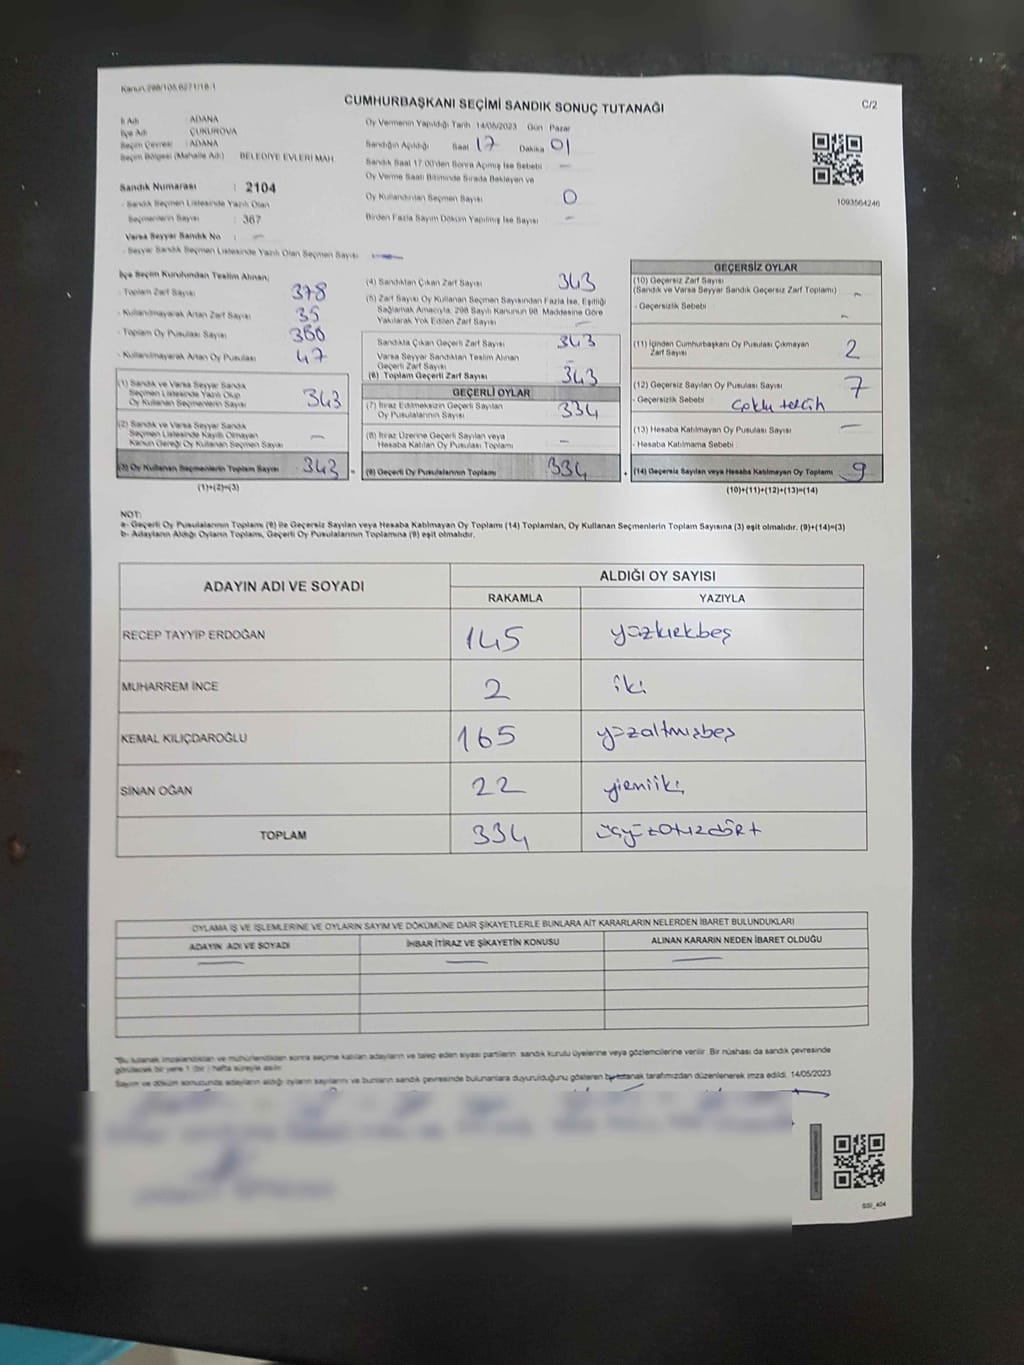 Kanun:298/105,6271/18-1
CUMHURBAŞKANI SEÇİMİ SANDIK SONUÇ TUTANAĞI
C/2
İl Adı : ADANA
İlçe Adı : ÇUKUROVA
Seçim Çevresi : ADANA
Seçim Bölgesi (Mahalle Adı) BELEDİYE EVLERİ MAH.
Sandık Numarası : 2104
- Sandık Seçmen Listesinde Yazılı Olan
Seçmenlerin Sayısı : 367
Varsa Seyyar Sandık No : –
- Seyyar Sandık Seçmen Listesinde Yazılı Olan Seçmen Sayısı –
Oy Vermenin Yapıldığı Tarih 14/05/2023 Gün : Pazar
Sandığın Açıldığı Saat 17 Dakika 01
Sandık Saat 17.00'den Sonra Açılmış İse Sebebi : –
Oy Verme Saati Bitiminde Sırada Bekleyen ve
Oy Kullandırılan Seçmen Sayısı 0
Birden Fazla Sayım Döküm Yapılmış İse Sayısı –
1093564246
İlçe Seçim Kurulundan Teslim Alınan;
- Toplam Zarf Sayısı 378
- Kullanılmayarak Artan Zarf Sayısı 35
- Toplam Oy Pusulası Sayısı
- Kullanılmayarak Artan Oy Pusulası 47
(1) Sandık ve Varsa Seyyar Sandık
Seçmen Listesinde Yazılı Olup
Oy Kullanan Seçmenlerin Sayısı 343
(2) Sandık ve Varsa Seyyar Sandık
Seçmen Listesinde Kayıtlı Olmayan
Kanun Gereği Oy Kullanan Seçmen Sayısı –
(3) Oy Kullanan Seçmenlerin Toplam Sayısı 343
(1)+(2)=(3)
(4) Sandıktan Çıkan Zarf Sayısı 343
(5) Zarf Sayısı Oy Kullanan Seçmen Sayısından Fazla İse, Eşitliği
Sağlamak Amacıyla, 298 Sayılı Kanunun 98. Maddesine Göre
Yakılarak Yok Edilen Zarf Sayısı –
Sandıkta Çıkan Geçerli Zarf Sayısı 343
Varsa Seyyar Sandıktan Teslim Alınan
Geçerli Zarf Sayısı –
(6) Toplam Geçerli Zarf Sayısı 343
GEÇERLİ OYLAR
(7) İtiraz Edilmeksizin Geçerli Sayılan
Oy Pusulalarının Sayısı 334
(8) İtiraz Üzerine Geçerli Sayılan veya
Hesaba Katılan Oy Pusulaları Toplamı –
(9) Geçerli Oy Pusulalarının Toplamı 334
GEÇERSİZ OYLAR
(10) Geçersiz Zarf Sayısı
(Sandık ve Varsa Seyyar Sandık Geçersiz Zarf Toplamı) –
- Geçersizlik Sebebi –
(11) İçinden Cumhurbaşkanı Oy Pusulası Çıkmayan
Zarf Sayısı 2
(12) Geçersiz Sayılan Oy Pusulası Sayısı 7
- Geçersizlik Sebebi çoklu tercih
(13) Hesaba Katılmayan Oy Pusulası Sayısı –
- Hesaba Katılmama Sebebi :
(14) Geçersiz Sayılan veya Hesaba Katılmayan Oy Toplamı 9
(10)+(11)+(12)+(13)=(14)
NOT:
a- Geçerli Oy Pusulalarının Toplamı (9) ile Geçersiz Sayılan veya Hesaba Katılmayan Oy Toplamı (14) Toplamları, Oy Kullanan Seçmenlerin Toplam Sayısına (3) eşit olmalıdır. (9)+(14)=(3)
b- Adayların Aldığı Oyların Toplamı, Geçerli Oy Pusulalarının Toplamına (9) eşit olmalıdır.
ADAYIN ADI VE SOYADI ALDIĞI OY SAYISI
RAKAMLA YAZIYLA
RECEP TAYYİP ERDOĞAN 145 yüzkırkbeş
MUHARREM İNCE 2 iki
KEMAL KILIÇDAROĞLU 165 yüzaltmışbeş
SİNAN OĞAN 22 yirmiiki
TOPLAM 334 üçyüzotuzdört
OYLAMA İŞ VE İŞLEMLERİNE VE OYLARIN SAYIM VE DÖKÜMÜNE DAİR ŞİKAYETLERLE BUNLARA AİT KARARLARIN NELERDEN İBARET BULUNDUKLARI
ADAYIN ADI VE SOYADI İHBAR İTİRAZ VE ŞİKAYETİN KONUSU ALINAN KARARIN NEDEN İBARET OLDUĞU
– – –
*Bu tutanak imzalandıktan ve mühürlendikten sonra seçime katılan adayların ve talep eden siyasi partilerin sandık kurulu üyelerine veya gözlemcilerine verilir. Bir nüshası da sandık çevresinde
görülecek bir yere 1 (bir) hafta süreyle asılır.
Sayım ve döküm sonucunda adayların aldığı oyların sayılarını ve bunların sandık çevresinde bulunanlara duyurulduğunu gösteren bu tutanak tarafımızdan düzenlenerek imza edildi. 14/05/2023
SSİ_404